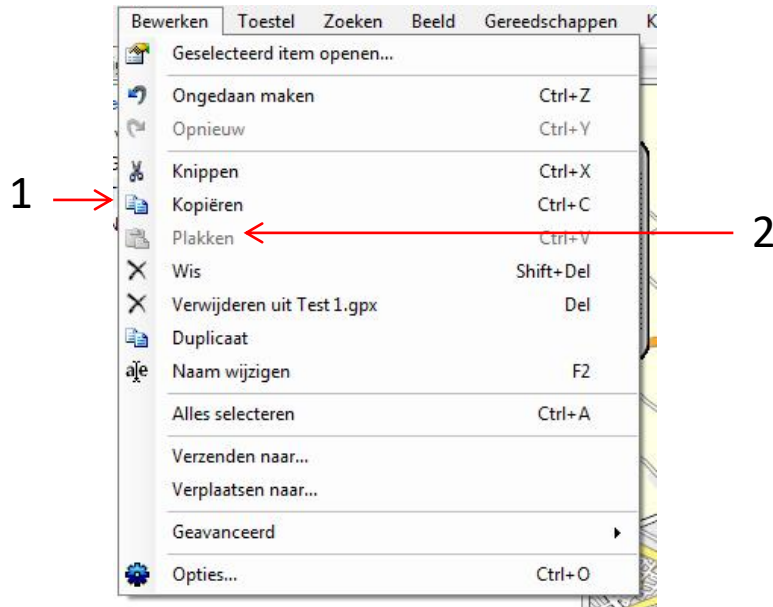 Bewerken Toestel Zoeken Beeld Gereedschappen K
Geselecteerd item openen...
Ongedaan maken Ctrl+Z
Opnieuw Ctrl+Y
Knippen Ctrl+X
1 Kopiëren Ctrl+C
Plakken Ctrl+V 2
Wis Shift+Del
Verwijderen uit Test 1.gpx Del
Duplicaat
a e Naam wijzigen F2
Alles selecteren Ctrl+A
Verzenden naar...
Verplaatsen naar...
Geavanceerd
Opties... Ctrl+O